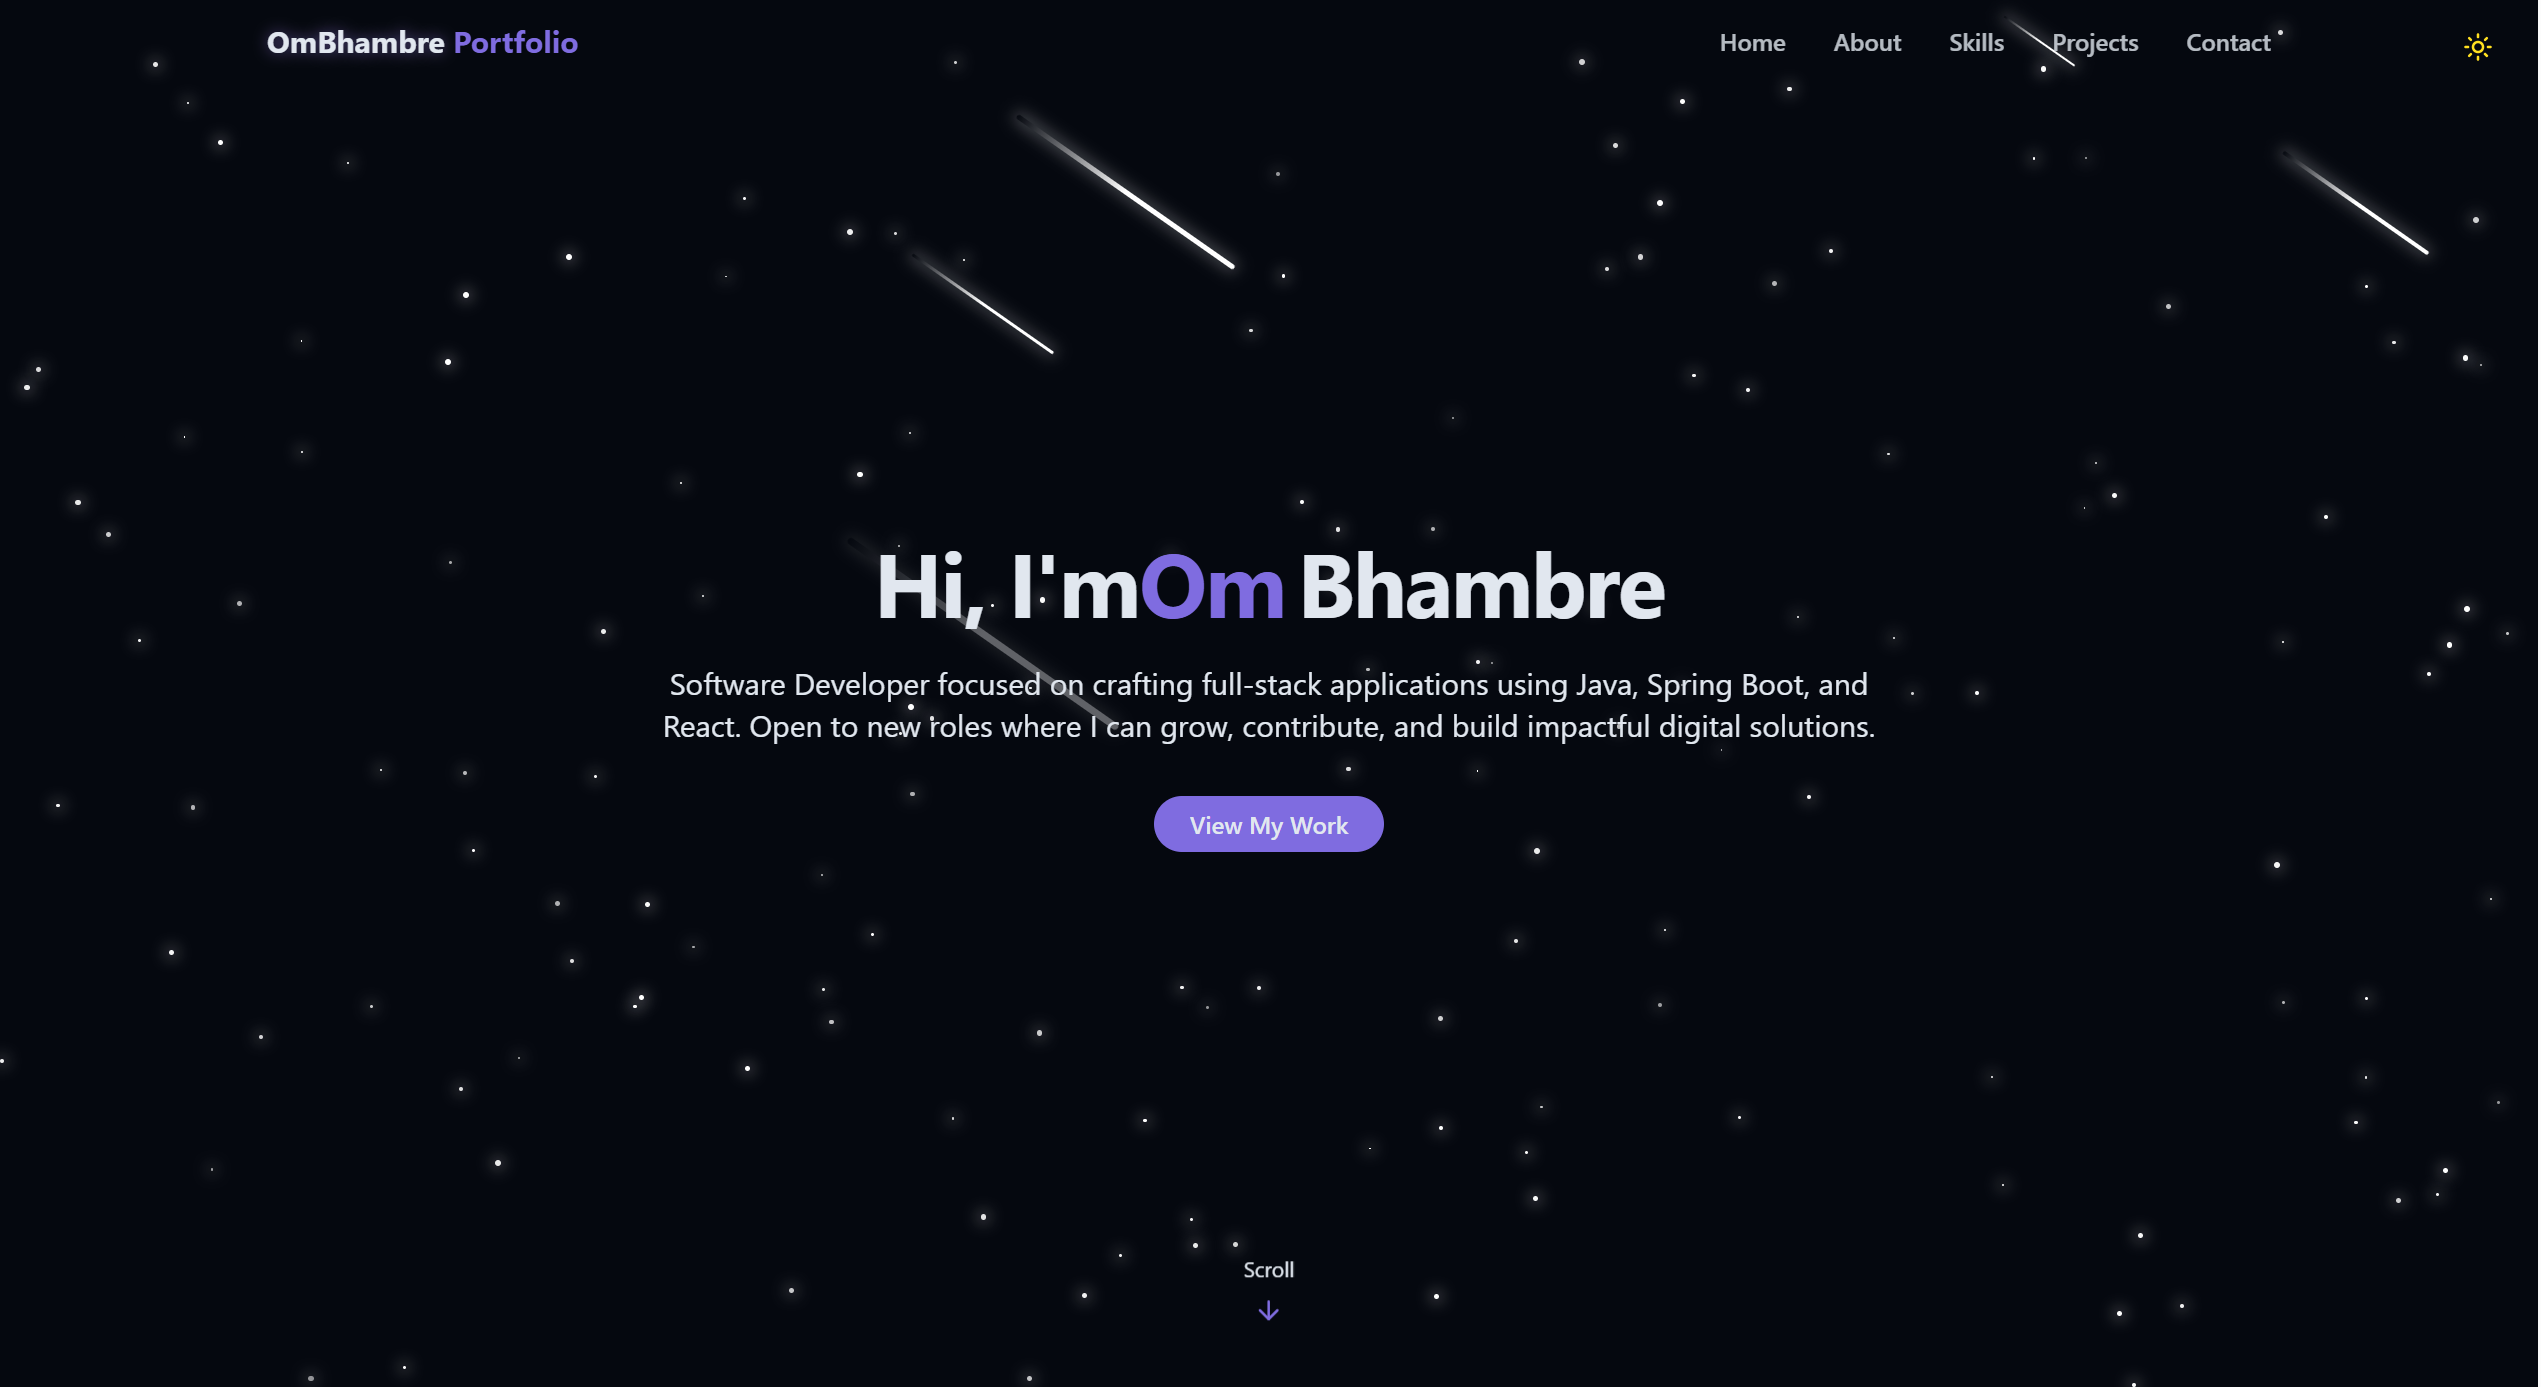 OmBhambre Portfolio
Home About Skills Projects Contact
Hi, I'mOm Bhambre
Software Developer focused on crafting full-stack applications using Java, Spring Boot, and
React. Open to new roles where I can grow, contribute, and build impactful digital solutions.
View My Work
Scroll